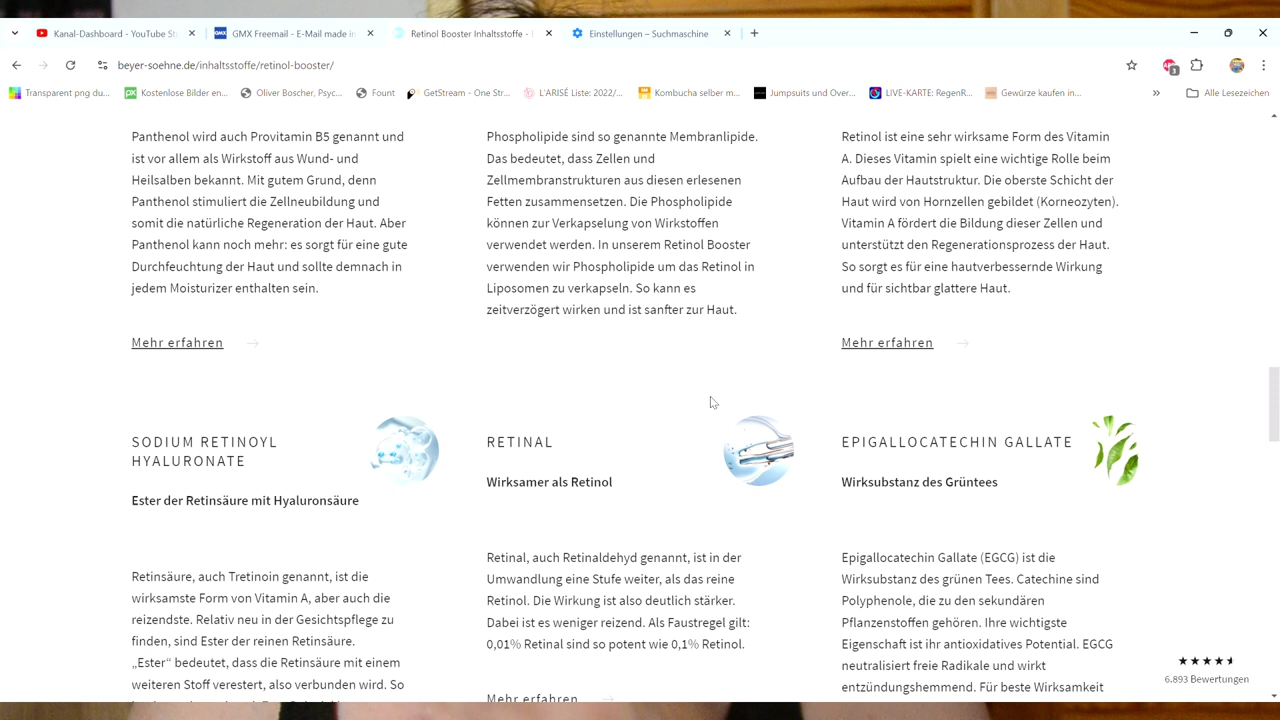 Kanal-Dashboard - YouTube St
GMX Freemail - E-Mail made in
Retinol Booster Inhaltsstoffe - 
Einstellungen – Suchmaschine
beyer-soehne.de/inhaltsstoffe/retinol-booster/
3
Transparent png du...
Kostenlose Bilder en...
Oliver Boscher, Psyc...
Fount
GetStream - One Str...
L'ARISÉ Liste: 2022/...
Kombucha selber m...
Jumpsuits und Over...
LIVE-KARTE: RegenR...
Gewürze kaufen in...
Alle Lesezeichen
Panthenol wird auch Provitamin B5 genannt und
ist vor allem als Wirkstoff aus Wund- und
Heilsalben bekannt. Mit gutem Grund, denn
Panthenol stimuliert die Zellneubildung und
somit die natürliche Regeneration der Haut. Aber
Panthenol kann noch mehr: es sorgt für eine gute
Durchfeuchtung der Haut und sollte demnach in
jedem Moisturizer enthalten sein.
Mehr erfahren
Phospholipide sind so genannte Membranlipide.
Das bedeutet, dass Zellen und
Zellmembranstrukturen aus diesen erlesenen
Fetten zusammensetzen. Die Phospholipide
können zur Verkapselung von Wirkstoffen
verwendet werden. In unserem Retinol Booster
verwenden wir Phospholipide um das Retinol in
Liposomen zu verkapseln. So kann es
zeitverzögert wirken und ist sanfter zur Haut.
Retinol ist eine sehr wirksame Form des Vitamin
A. Dieses Vitamin spielt eine wichtige Rolle beim
Aufbau der Hautstruktur. Die oberste Schicht der
Haut wird von Hornzellen gebildet (Korneozyten).
Vitamin A fördert die Bildung dieser Zellen und
unterstützt den Regenerationsprozess der Haut.
So sorgt es für eine hautverbessernde Wirkung
und für sichtbar glattere Haut.
Mehr erfahren
SODIUM RETINOYL
HYALURONATE
Ester der Retinsäure mit Hyaluronsäure
Retinsäure, auch Tretinoin genannt, ist die
wirksamste Form von Vitamin A, aber auch die
reizendste. Relativ neu in der Gesichtspflege zu
finden, sind Ester der reinen Retinsäure.
„Ester“ bedeutet, dass die Retinsäure mit einem
weiteren Stoff verestert, also verbunden wird. So
RETINAL
Wirksamer als Retinol
Retinal, auch Retinaldehyd genannt, ist in der
Umwandlung eine Stufe weiter, als das reine
Retinol. Die Wirkung ist also deutlich stärker.
Dabei ist es weniger reizend. Als Faustregel gilt:
0,01% Retinal sind so potent wie 0,1% Retinol.
Mehr erfahren
EPIGALLOCATECHIN GALLATE
Wirksubstanz des Grüntees
Epigallocatechin Gallate (EGCG) ist die
Wirksubstanz des grünen Tees. Catechine sind
Polyphenole, die zu den sekundären
Pflanzenstoffen gehören. Ihre wichtigste
Eigenschaft ist ihr antioxidatives Potential. EGCG
neutralisiert freie Radikale und wirkt
entzündungshemmend. Für beste Wirksamkeit
6.893 Bewertungen